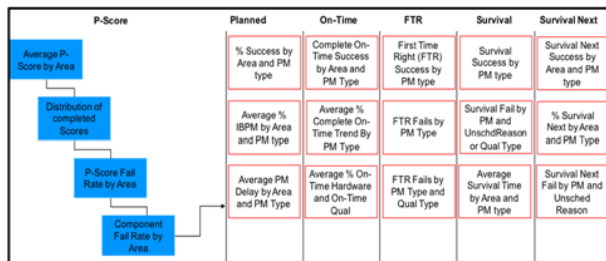 P-Score
Planned
On-Time
FTR
Survival
Survival Next
Average P-
Score by Area
Distribution of
completed
Scores
P-Score Fail
Rate by Area
Component
Fail Rate by
Area
% Success by
Area and PM
type
Complete On-
Time Success
by Area and
PM Type
First Time
Right (FTR)
Success by
PM type
Survival
Success by
PM type
Survival Next
Success by
Area and PM
type
Average %
IBPM by Area
and PM type
Average %
Complete On-
Time Trend By
PM Type
FTR Fails by
PM Type
Survival Fail by
PM and
UnschdReason
or Qual Type
% Survival
Next by Area
and PM Type
Average PM
Delay by Area
and PM Type
Average % On-
Time Hardware
and On-Time
Qual
FTR Fails by
PM Type and
Qual Type
Average
Survival Time
by Area and
PM type
Survival Next
Fail by PM and
Unsched
Reason